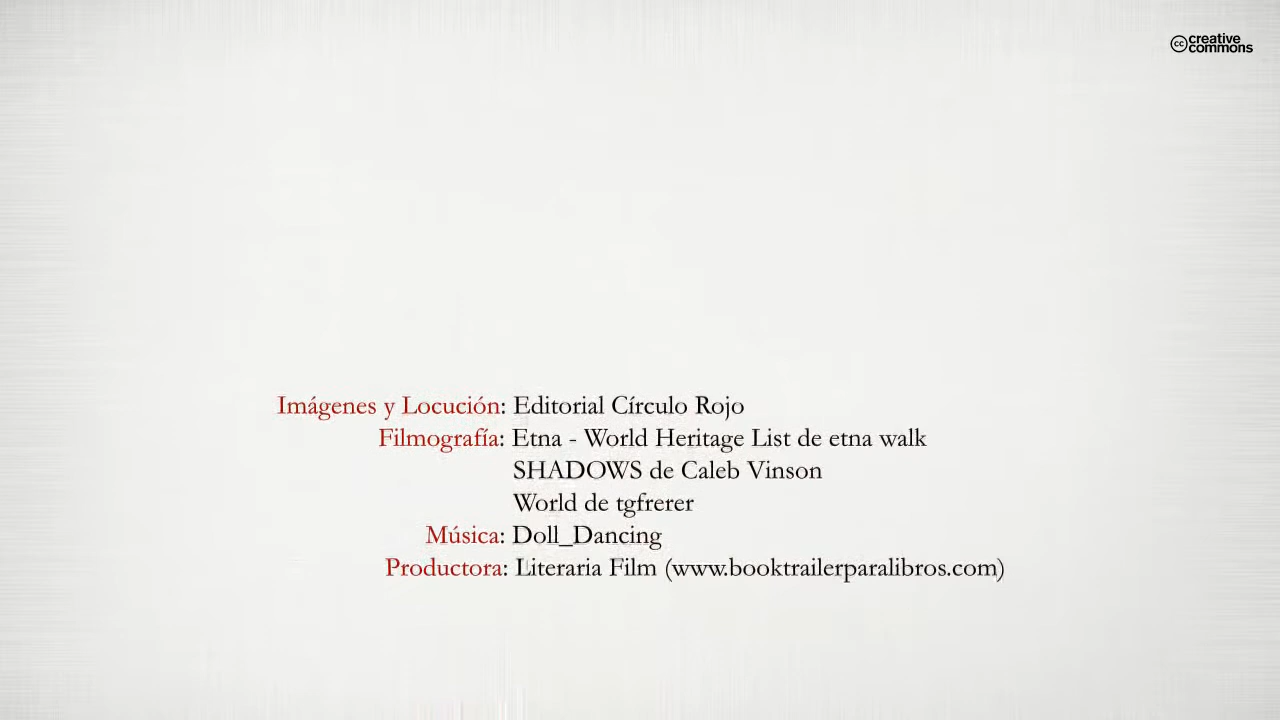 creative
commons
Imágenes y Locución: Editorial Círculo Rojo
Filmografía: Etna - World Heritage List de etna walk
SHADOWS de Caleb Vinson
World de tgfrerer
Música: Doll_Dancing
Productora: Literaria Film (www.booktrailerparalibros.com)